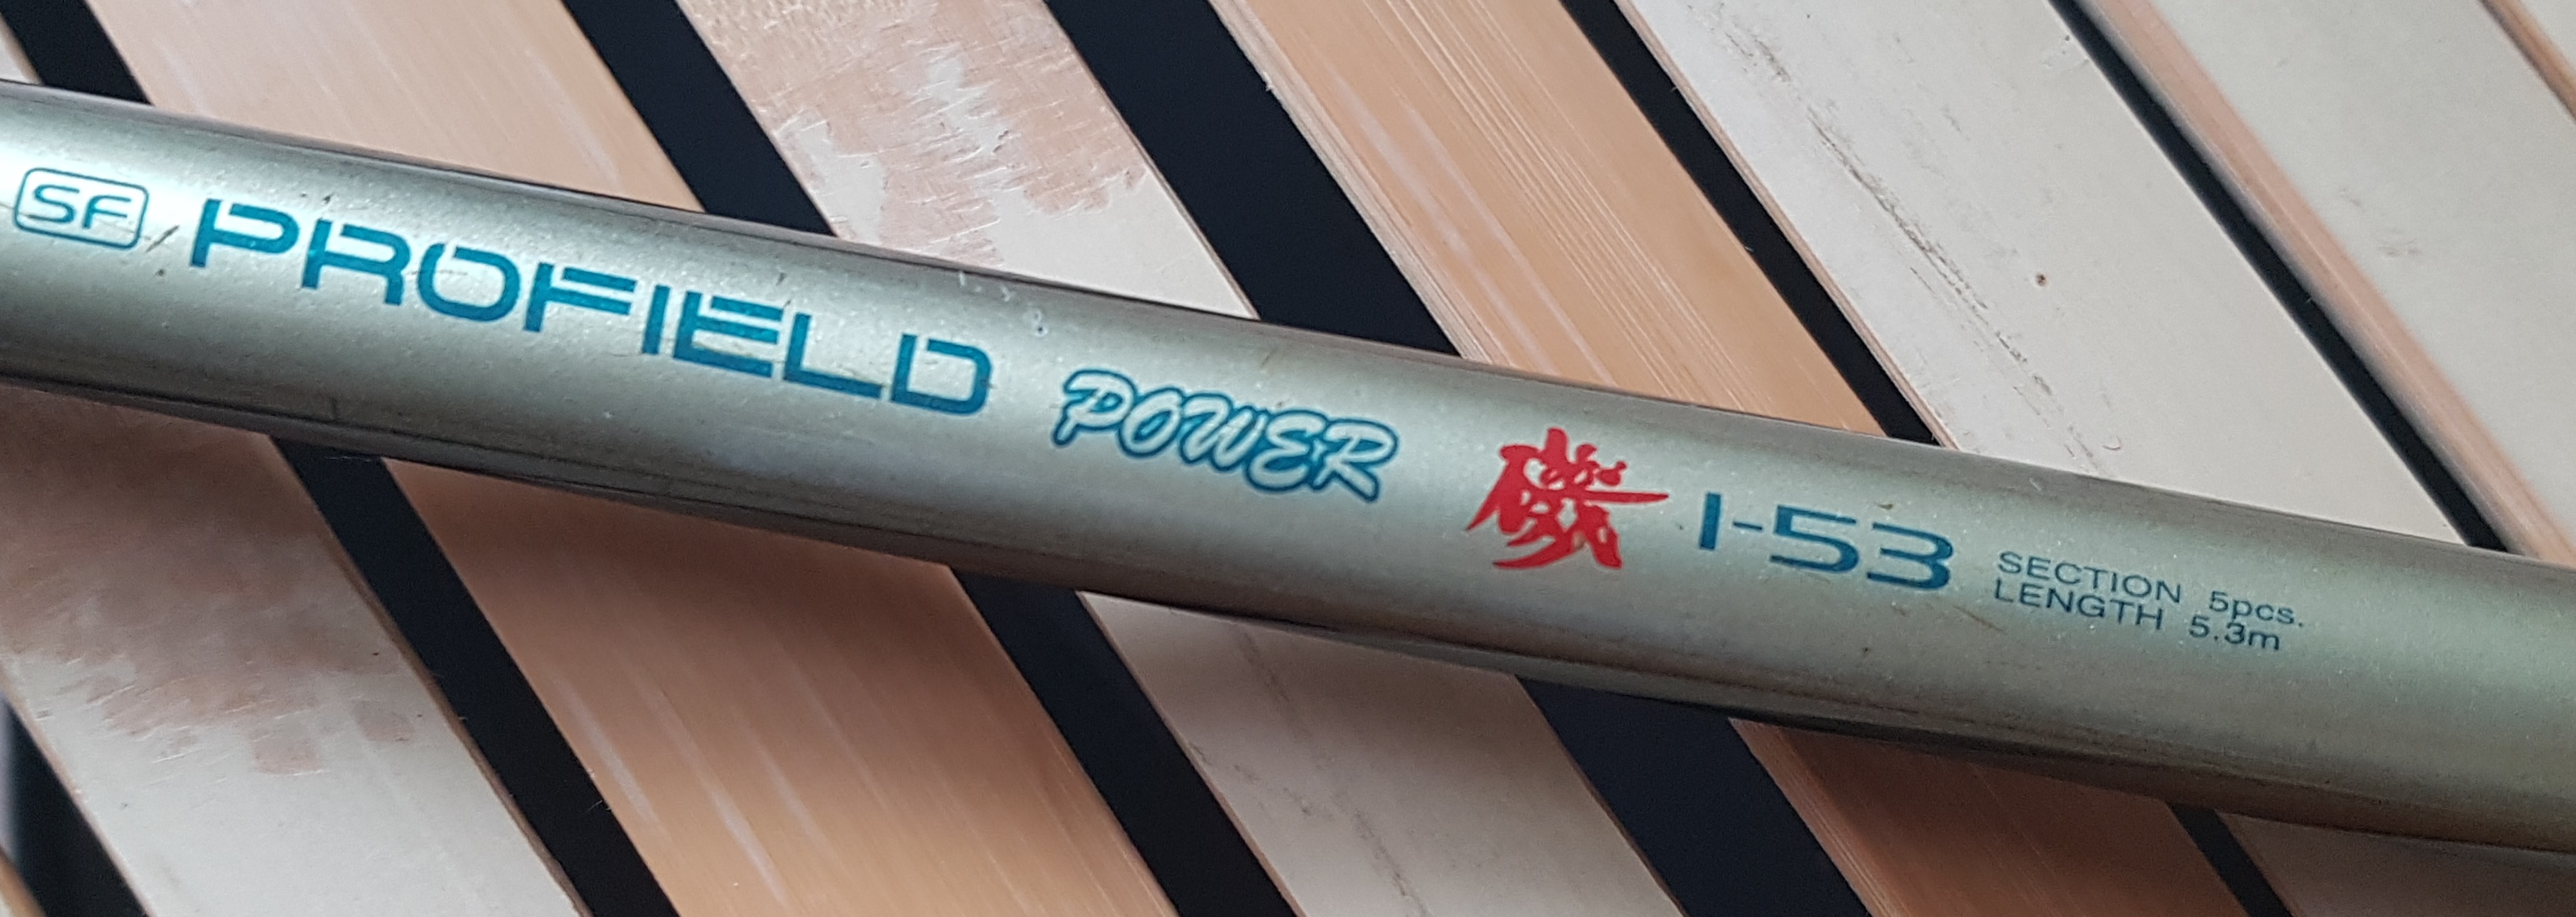 SF PROFIELD POWER 磯 1-53
SECTION 5pcs.
LENGTH 5.3m